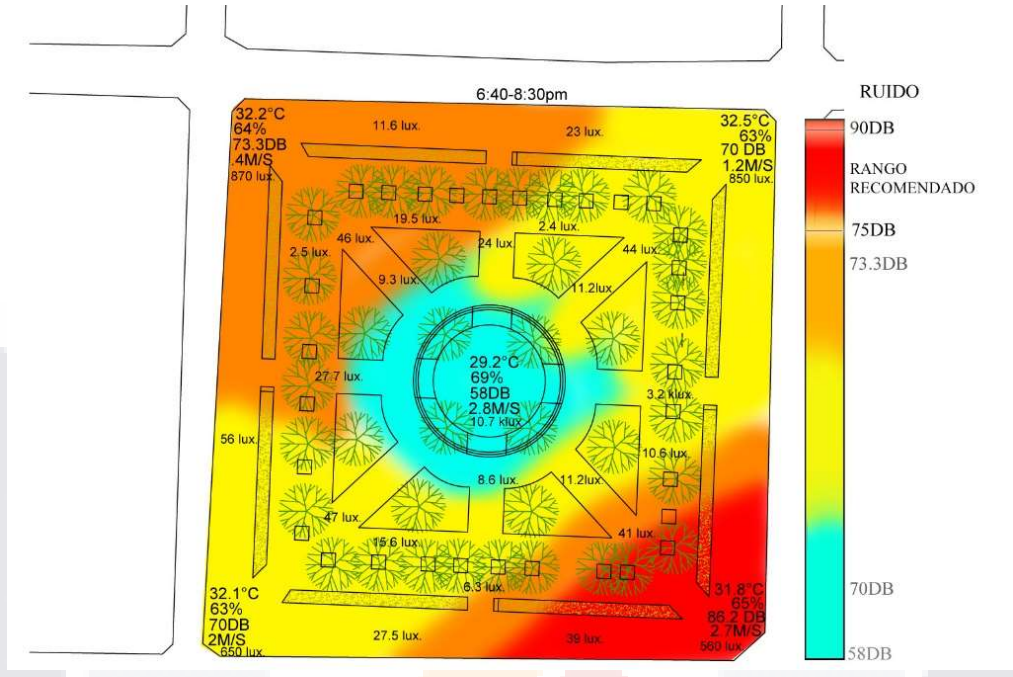 6:40-8:30pm
32.2°C
64%
73.3DB
.4M/S
870 lux.
11.6 lux.
23 lux.
32.5°C
63%
70 DB
1.2M/S
850 lux.
19.5 lux.
2.4 lux.
46 lux.
24 lux.
44 lux.
2.5 lux.
9.3 lux.
11.2lux.
29.2°C
69%
58DB
2.8M/S
10.7 klux.
27.7 lux.
3.2 klux.
56 lux.
10.6 lux.
8.6 lux.
11.2lux.
47 lux.
41 lux.
15.6 lux.
6.3 lux.
32.1°C
63%
70DB
2M/S
650 lux.
27.5 lux.
39 lux.
31.8°C
65%
86.2 DB
2.7M/S
560 lux.
RUIDO
90DB
RANGO
RECOMENDADO
75DB
73.3DB
70DB
58DB